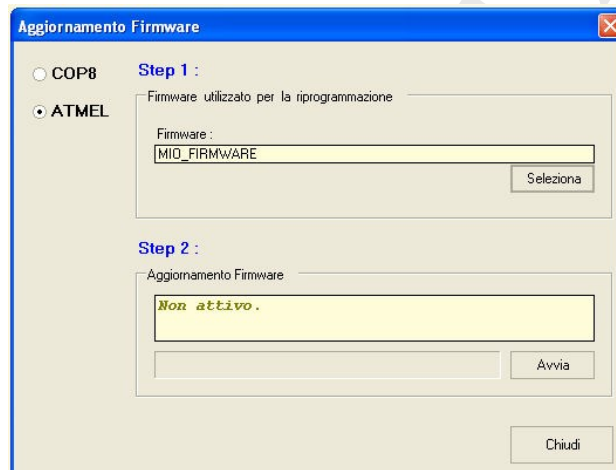 Aggiornamento Firmware
COP8
ATMEL
Step 1 :
Firmware utilizzato per la riprogrammazione
Firmware :
MIO_FIRMWARE
Seleziona
Step 2 :
Aggiornamento Firmware
Non attivo.
Avvia
Chiudi